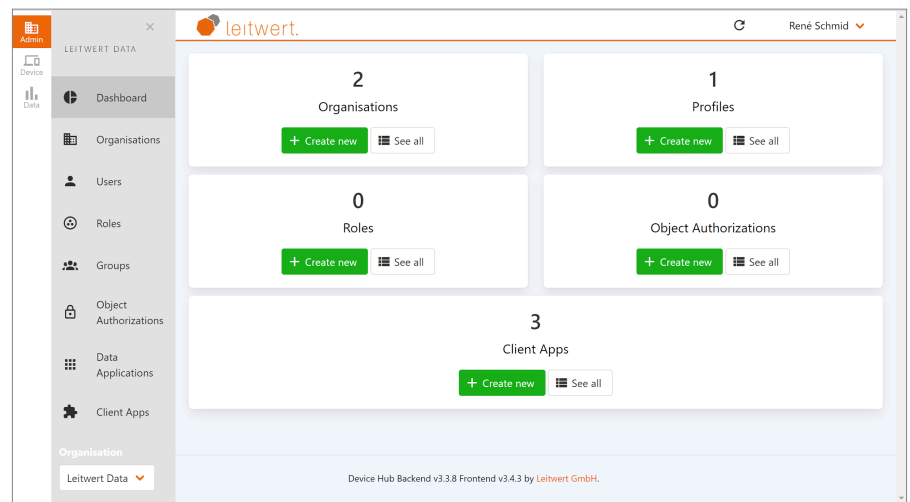 Admin
Device
Data
LEITWERT DATA
Dashboard
Organisations
Users
Roles
Groups
Object
Authorizations
Data
Applications
Client Apps
Organisation
Leitwert Data
leitwert.
René Schmid
2
Organisations
+ Create new
See all
1
Profiles
+ Create new
See all
0
Roles
+ Create new
See all
0
Object Authorizations
+ Create new
See all
3
Client Apps
+ Create new
See all
Device Hub Backend v3.3.8 Frontend v3.4.3 by Leitwert GmbH.